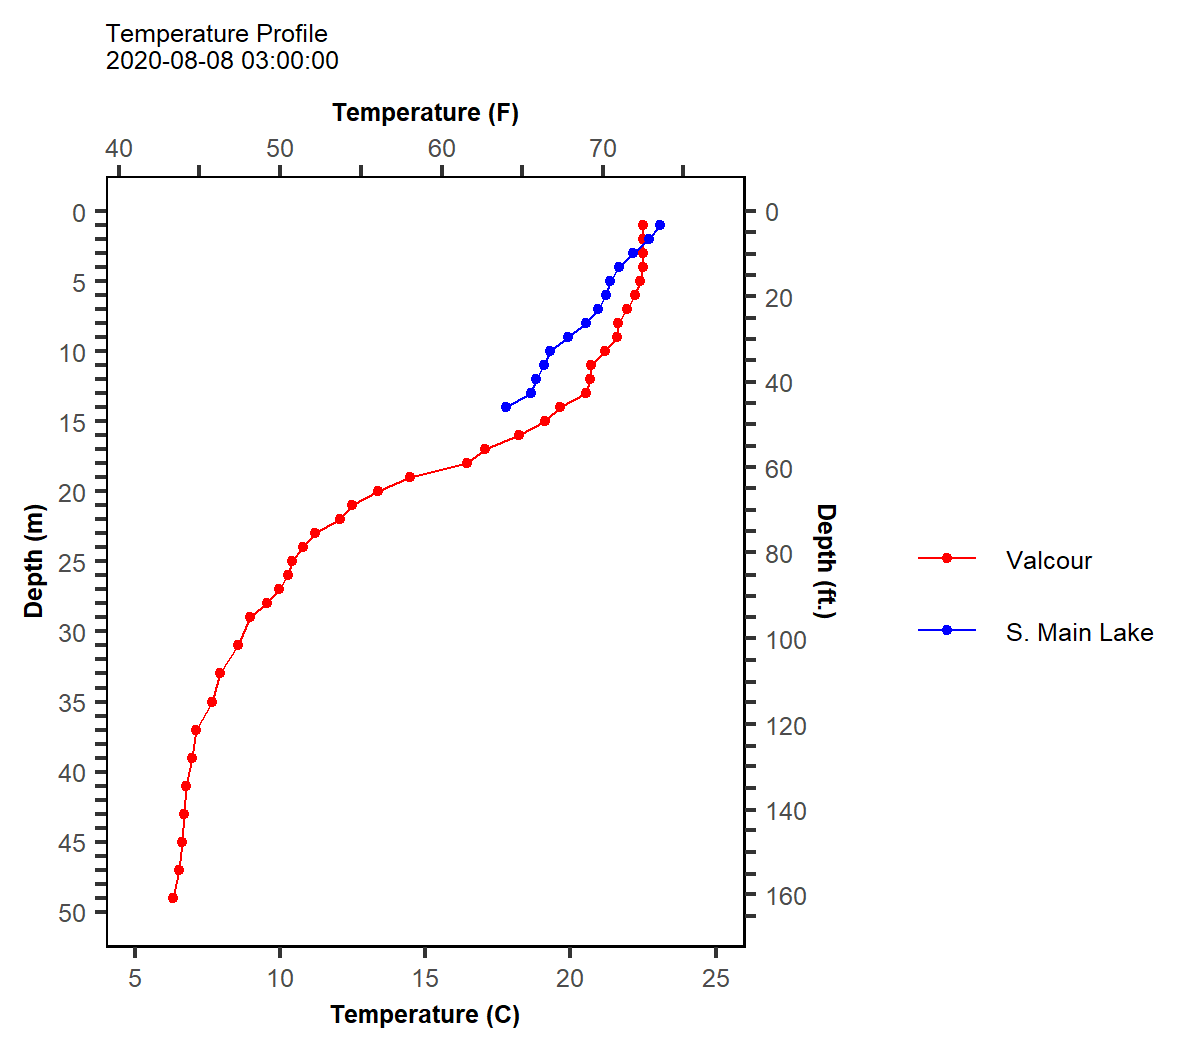 Temperature Profile
2020-08-08 03:00:00
Temperature (F)
40 50 60 70
0
5
10
15
20
25
30
35
40
45
50
Depth (m)
0
20
40
60
80
100
120
140
160
Depth (ft.)
Valcour
S. Main Lake
5 10 15 20 25
Temperature (C)